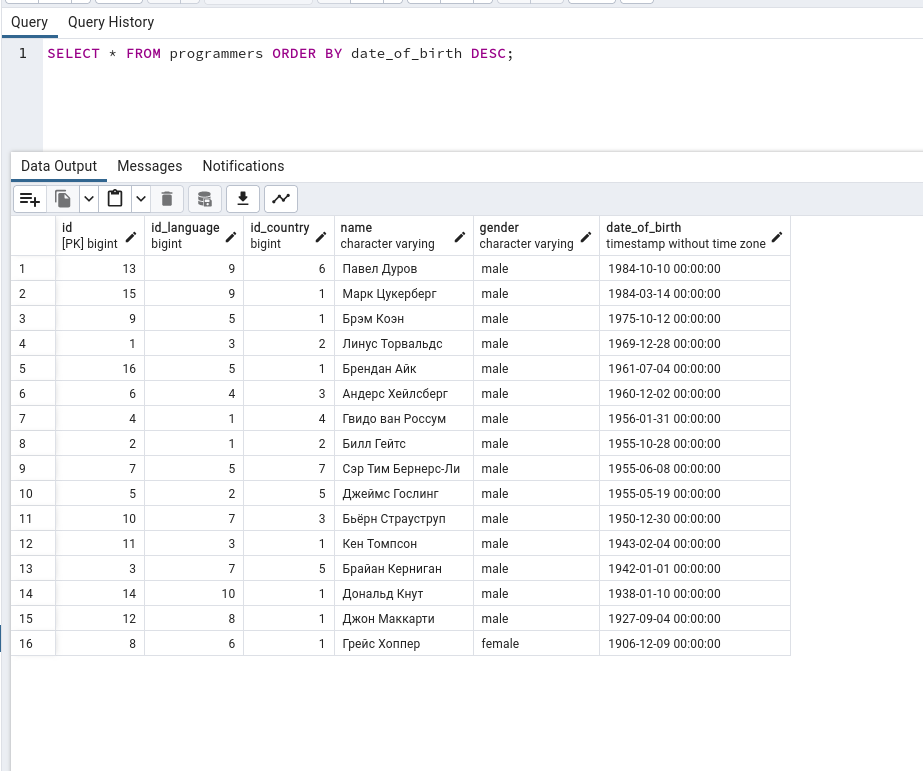 Query Query History
1 SELECT * FROM programmers ORDER BY date_of_birth DESC;
Data Output Messages Notifications
id id_language id_country name gender date_of_birth
[PK] bigint bigint bigint character varying character varying timestamp without time zone
1 13 9 6 Павел Дуров male 1984-10-10 00:00:00
2 15 9 1 Марк Цукерберг male 1984-03-14 00:00:00
3 9 5 1 Брэм Коэн male 1975-10-12 00:00:00
4 1 3 2 Линус Торвальдс male 1969-12-28 00:00:00
5 16 5 1 Брендан Айк male 1961-07-04 00:00:00
6 6 4 3 Андерс Хейлсберг male 1960-12-02 00:00:00
7 4 1 4 Гвидо ван Россум male 1956-01-31 00:00:00
8 2 1 2 Билл Гейтс male 1955-10-28 00:00:00
9 7 5 7 Сэр Тим Бернерс-Ли male 1955-06-08 00:00:00
10 5 2 5 Джеймс Гослинг male 1955-05-19 00:00:00
11 10 7 3 Бьёрн Страуструп male 1950-12-30 00:00:00
12 11 3 1 Кен Томпсон male 1943-02-04 00:00:00
13 3 7 5 Брайан Керниган male 1942-01-01 00:00:00
14 14 10 1 Дональд Кнут male 1938-01-10 00:00:00
15 12 8 1 Джон Маккарти male 1927-09-04 00:00:00
16 8 6 1 Грейс Хоппер female 1906-12-09 00:00:00